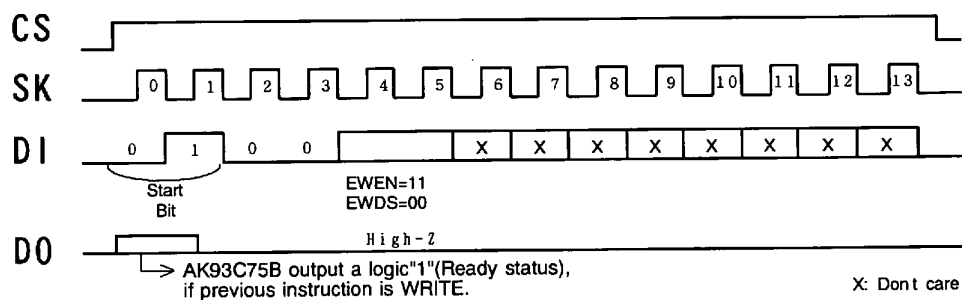 CS
SK 0 1 2 3 4 5 6 7 8 9 10 11 12 13
DI 0 1 0 0 X X X X X X X X
Start
Bit
EWEN=11
EWDS=00
DO High-Z
AK93C75B output a logic"1"(Ready status),
if previous instruction is WRITE.
X: Dont care